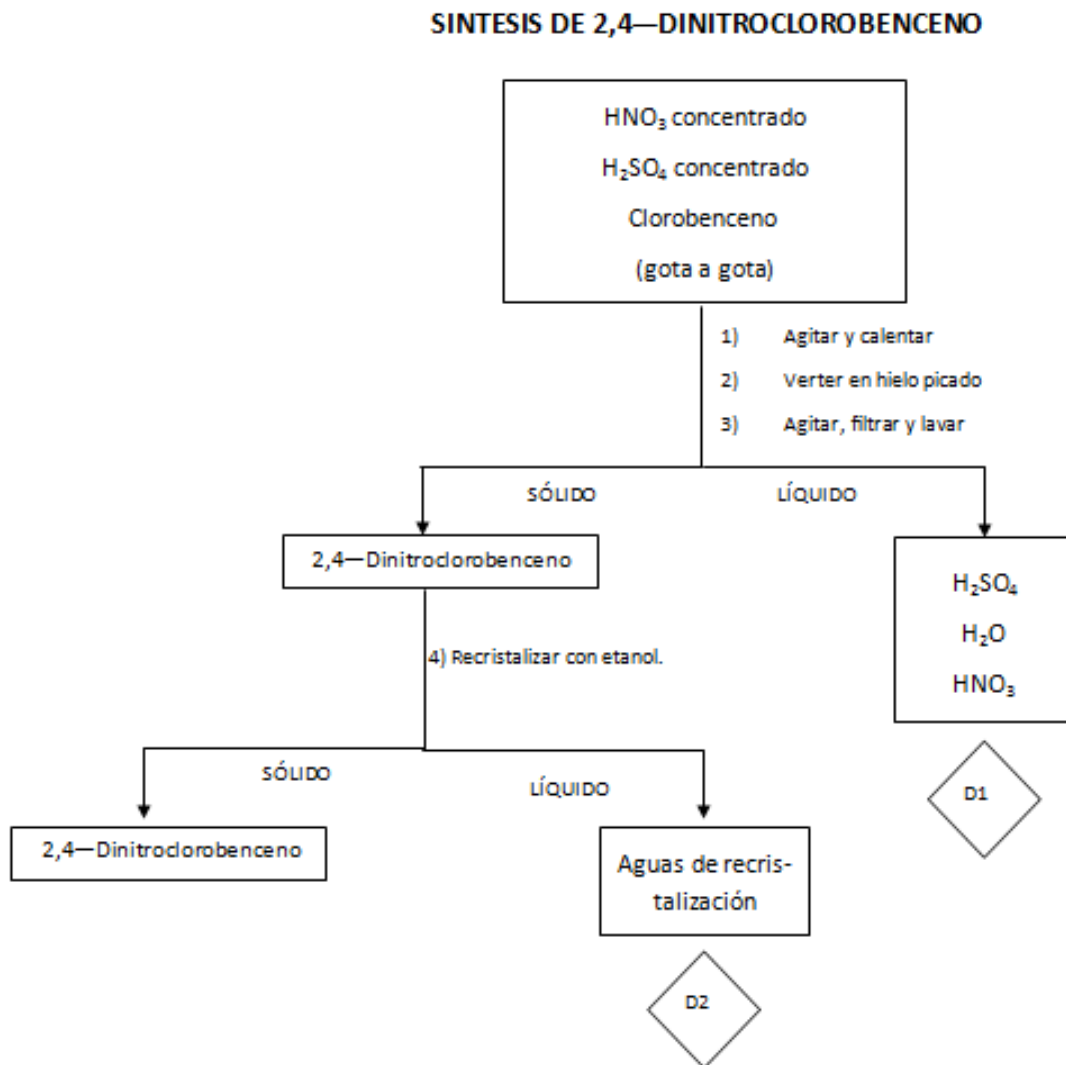 SINTESIS DE 2,4—DINITROCLOROBENCENO
HNO₃ concentrado
H₂SO₄ concentrado
Clorobenceno
(gota a gota)
1) Agitar y calentar
2) Verter en hielo picado
3) Agitar, filtrar y lavar
SÓLIDO
LÍQUIDO
2,4—Dinitroclorobenceno
H₂SO₄
H₂O
HNO₃
4) Recristalizar con etanol.
D1
SÓLIDO
LÍQUIDO
2,4—Dinitroclorobenceno
Aguas de recris-
talización
D2